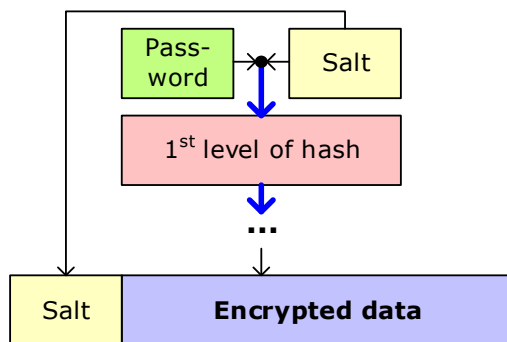 Pass-
word
Salt
1st level of hash
...
Salt
Encrypted data